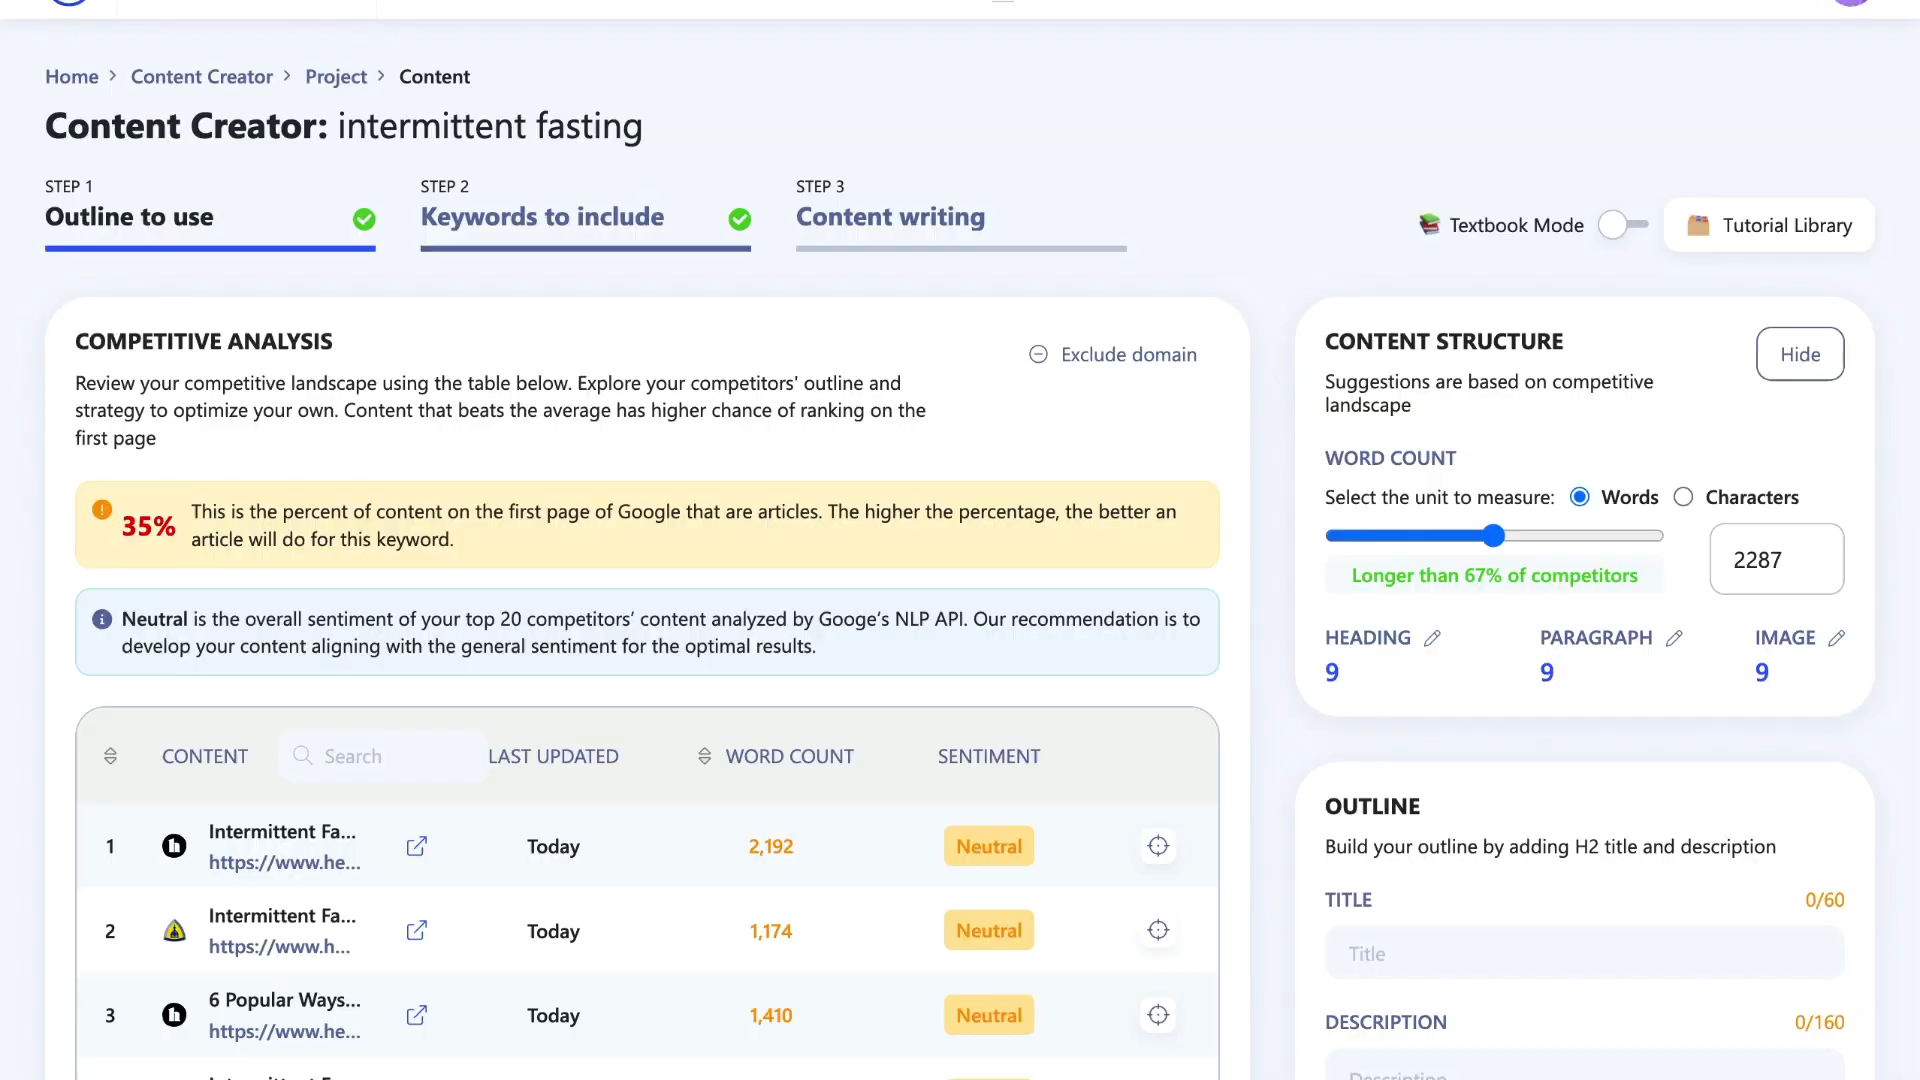 Home > Content Creator > Project > Content
Content Creator: intermittent fasting
STEP 1
Outline to use
STEP 2
Keywords to include
STEP 3
Content writing
Textbook Mode
Tutorial Library
COMPETITIVE ANALYSIS
Exclude domain
Review your competitive landscape using the table below. Explore your competitors' outline and
strategy to optimize your own. Content that beats the average has higher chance of ranking on the
first page
35%
This is the percent of content on the first page of Google that are articles. The higher the percentage, the better an
article will do for this keyword.
Neutral is the overall sentiment of your top 20 competitors’ content analyzed by Googe‘s NLP API. Our recommendation is to
develop your content aligning with the general sentiment for the optimal results.
CONTENT Search LAST UPDATED WORD COUNT SENTIMENT
1 Intermittent Fa... Today 2,192 Neutral
https://www.he...
2 Intermittent Fa... Today 1,174 Neutral
https://www.h...
3 6 Popular Ways... Today 1,410 Neutral
https://www.he...
CONTENT STRUCTURE
Hide
Suggestions are based on competitive
landscape
WORD COUNT
Select the unit to measure: Words Characters
2287
Longer than 67% of competitors
HEADING PARAGRAPH IMAGE
9 9 9
OUTLINE
Build your outline by adding H2 title and description
TITLE 0/60
Title
DESCRIPTION 0/160